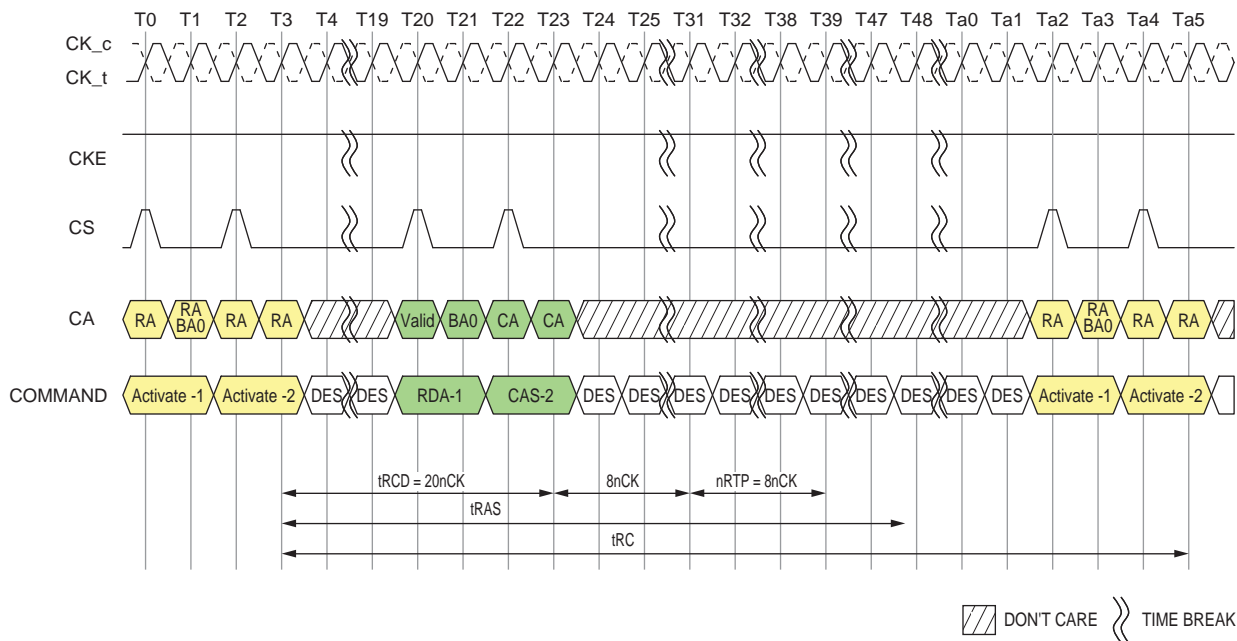 T0 T1 T2 T3 T4 T19 T20 T21 T22 T23 T24 T25 T31 T32 T38 T39 T47 T48 Ta0 Ta1 Ta2 Ta3 Ta4 Ta5
CK_c
CK_t
CKE
CS
CA RA RA BA0 RA RA Valid BA0 CA CA RA RA BA0 RA RA
COMMAND Activate -1 Activate -2 DES DES RDA-1 CAS-2 DES DES DES DES DES DES DES DES DES DES Activate -1 Activate -2
tRCD = 20nCK 8nCK nRTP = 8nCK
tRAS
tRC
DON'T CARE TIME BREAK